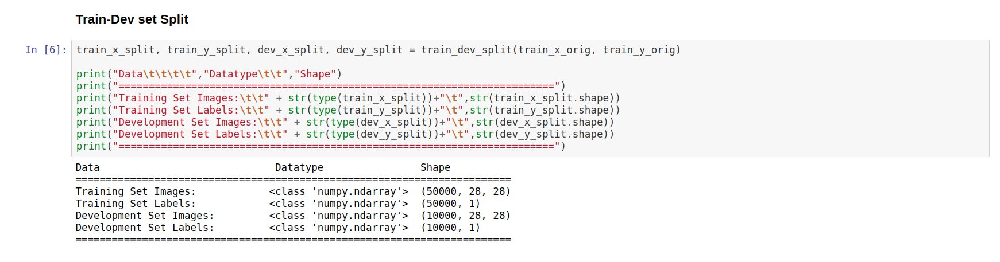 Train-Dev set Split
In [6]: train_x_split, train_y_split, dev_x_split, dev_y_split = train_dev_split(train_x_orig, train_y_orig)
print("Data\t\t\t\t","Datatype\t\t","Shape")
print("========================================================================")
print("Training Set Images:\t\t" + str(type(train_x_split))+"\t",str(train_x_split.shape))
print("Training Set Labels:\t\t" + str(type(train_y_split))+"\t",str(train_y_split.shape))
print("Development Set Images:\t\t" + str(type(dev_x_split))+"\t",str(dev_x_split.shape))
print("Development Set Labels:\t\t" + str(type(dev_y_split))+"\t",str(dev_y_split.shape))
print("========================================================================")
Data                             Datatype                Shape
========================================================================
Training Set Images:            <class 'numpy.ndarray'>  (50000, 28, 28)
Training Set Labels:            <class 'numpy.ndarray'>  (50000, 1)
Development Set Images:         <class 'numpy.ndarray'>  (10000, 28, 28)
Development Set Labels:         <class 'numpy.ndarray'>  (10000, 1)
========================================================================